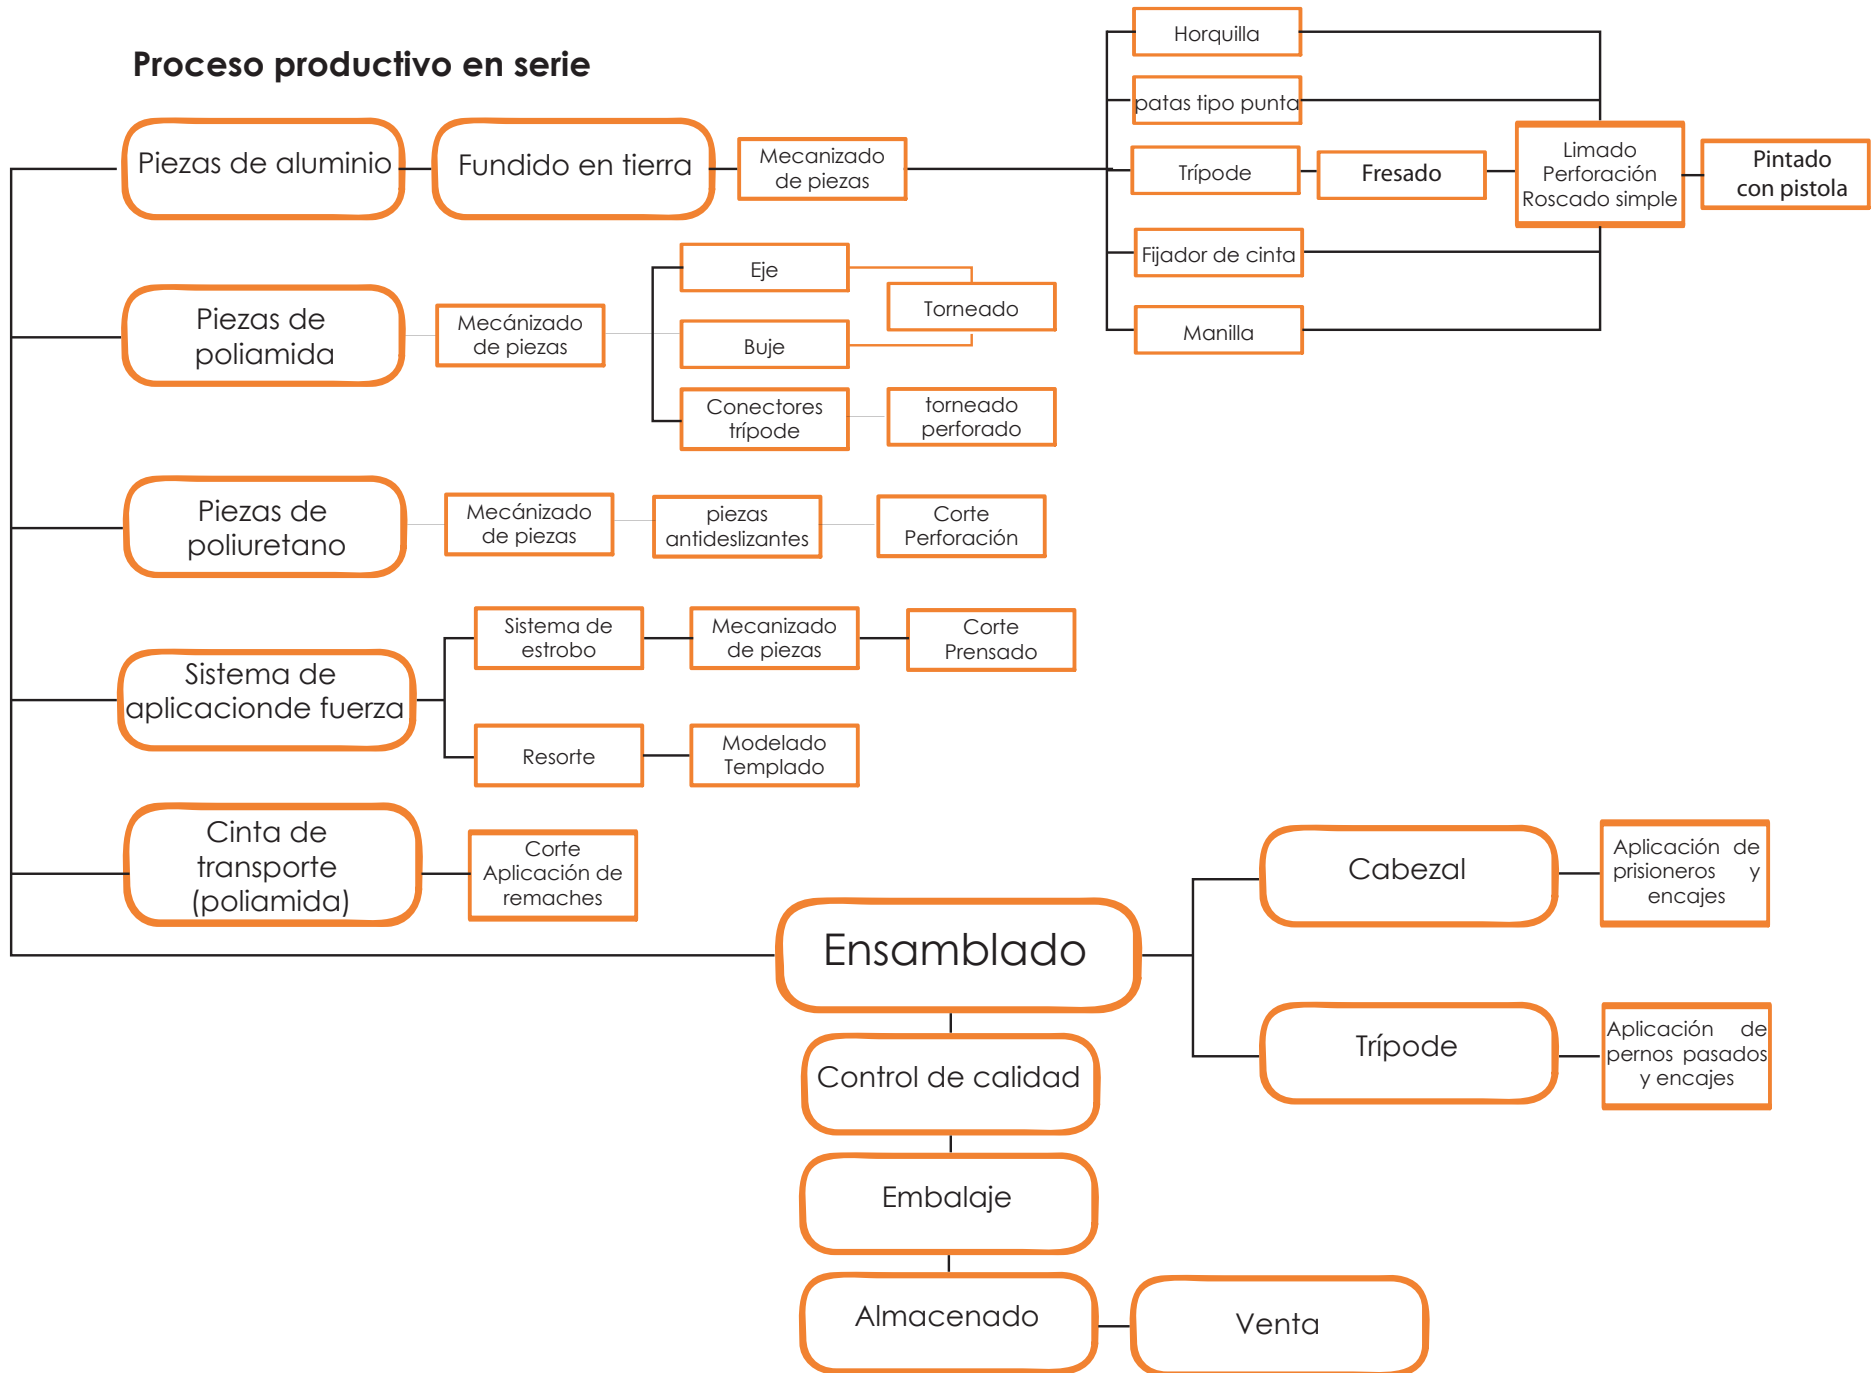 Proceso productivo en serie
Piezas de aluminio
Fundido en tierra
Mecanizado
de piezas
Horquilla
patas tipo punta
Trípode
Fresado
Fijador de cinta
Manilla
Limado
Perforación
Roscado simple
Pintado
con pistola
Piezas de
poliamida
Mecánizado
de piezas
Eje
Buje
Torneado
Conectores
trípode
torneado
perforado
Piezas de
poliuretano
Mecánizado
de piezas
piezas
antideslizantes
Corte
Perforación
Sistema de
aplicacionde fuerza
Sistema de
estrobo
Mecanizado
de piezas
Corte
Prensado
Resorte
Modelado
Templado
Cinta de
transporte
(poliamida)
Corte
Aplicación de
remaches
Ensamblado
Cabezal
Aplicación de
prisioneros y
encajes
Trípode
Aplicación de
pernos pasados
y encajes
Control de calidad
Embalaje
Almacenado
Venta